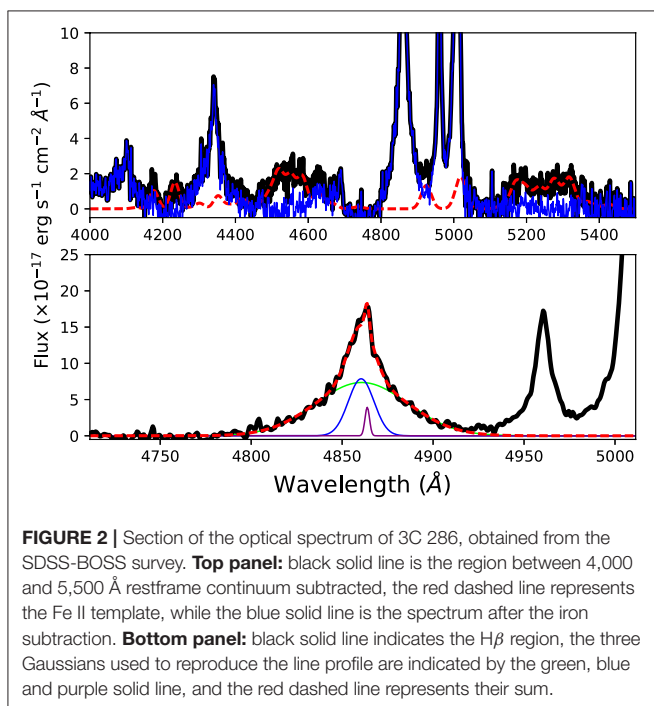 10
8
6
4
2
0
4000 4200 4400 4600 4800 5000 5200 5400
25
20
15
10
5
0
4750 4800 4850 4900 4950 5000
Flux (×10⁻¹⁷ erg s⁻¹ cm⁻² Å⁻¹)
Wavelength (Å)
FIGURE 2 | Section of the optical spectrum of 3C 286, obtained from the
SDSS-BOSS survey. Top panel: black solid line is the region between 4,000
and 5,500 Å restframe continuum subtracted, the red dashed line represents
the Fe II template, while the blue solid line is the spectrum after the iron
subtraction. Bottom panel: black solid line indicates the Hβ region, the three
Gaussians used to reproduce the line profile are indicated by the green, blue
and purple solid line, and the red dashed line represents their sum.